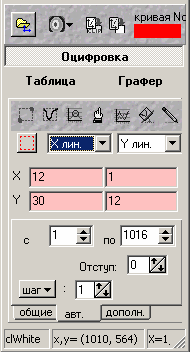 кривая No
Оцифровка
Таблица Графер
X лин. Y лин.
X 12 1
Y 30 12
с 1 по 1016
Отступ: 0
шаг : 1
общие авт. дополн.
clWhite x,y= (1010, 564) X=1.